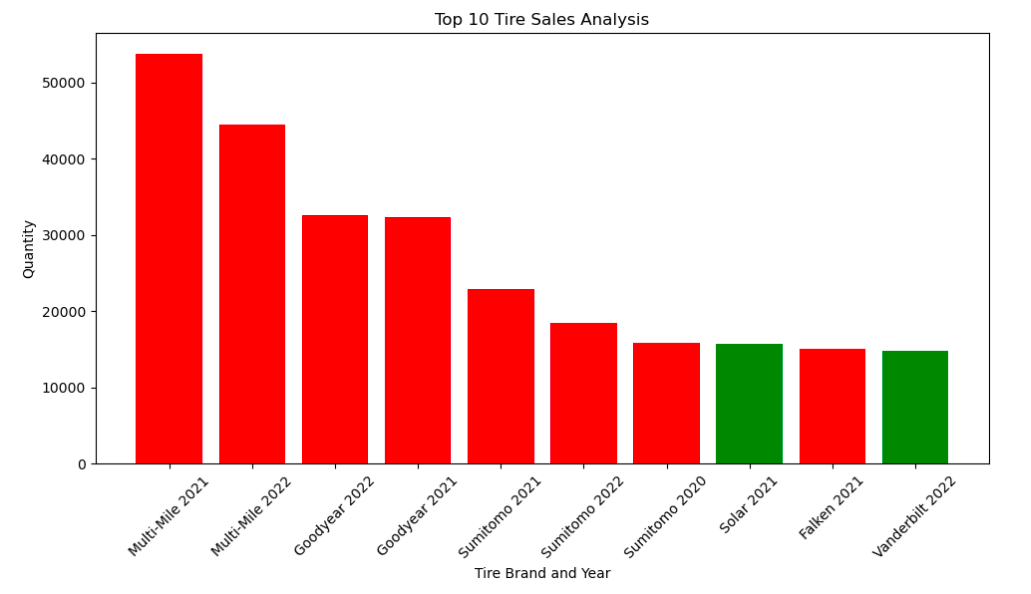 Top 10 Tire Sales Analysis
Quantity
50000
40000
30000
20000
10000
0
Multi-Mile 2021
Multi-Mile 2022
Goodyear 2022
Goodyear 2021
Sumitomo 2021
Sumitomo 2022
Sumitomo 2020
Solar 2021
Falken 2021
Vanderbilt 2022
Tire Brand and Year